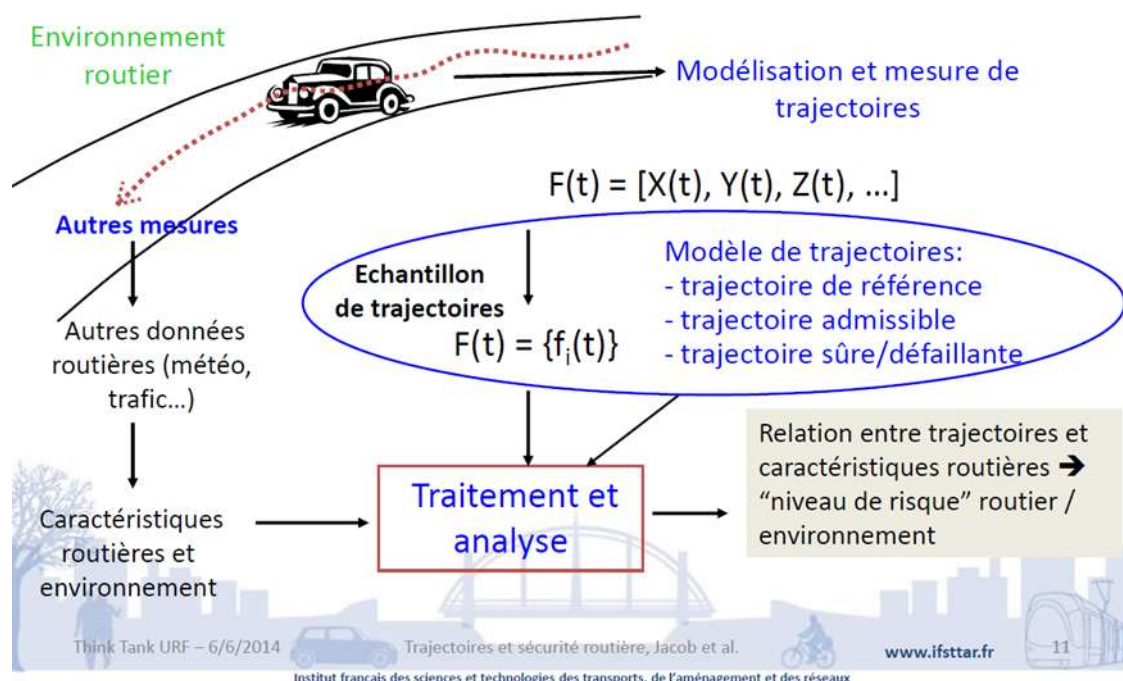 Environnement
routier
Modélisation et mesure de
trajectoires
F(t) = [X(t), Y(t), Z(t), ...]
Autres mesures
Echantillon
de trajectoires
F(t) = {fᵢ(t)}
Modèle de trajectoires:
- trajectoire de référence
- trajectoire admissible
- trajectoire sûre/défaillante
Autres données
routières (météo,
trafic...)
Caractéristiques
routières et
environnement
Traitement et
analyse
Relation entre trajectoires et
caractéristiques routières ➔
“niveau de risque” routier /
environnement
Think Tank URF – 6/6/2014
Trajectoires et sécurité routière, Jacob et al.
www.ifsttar.fr
11
Institut français des sciences et technologies des transports, de l'aménagement et des réseaux